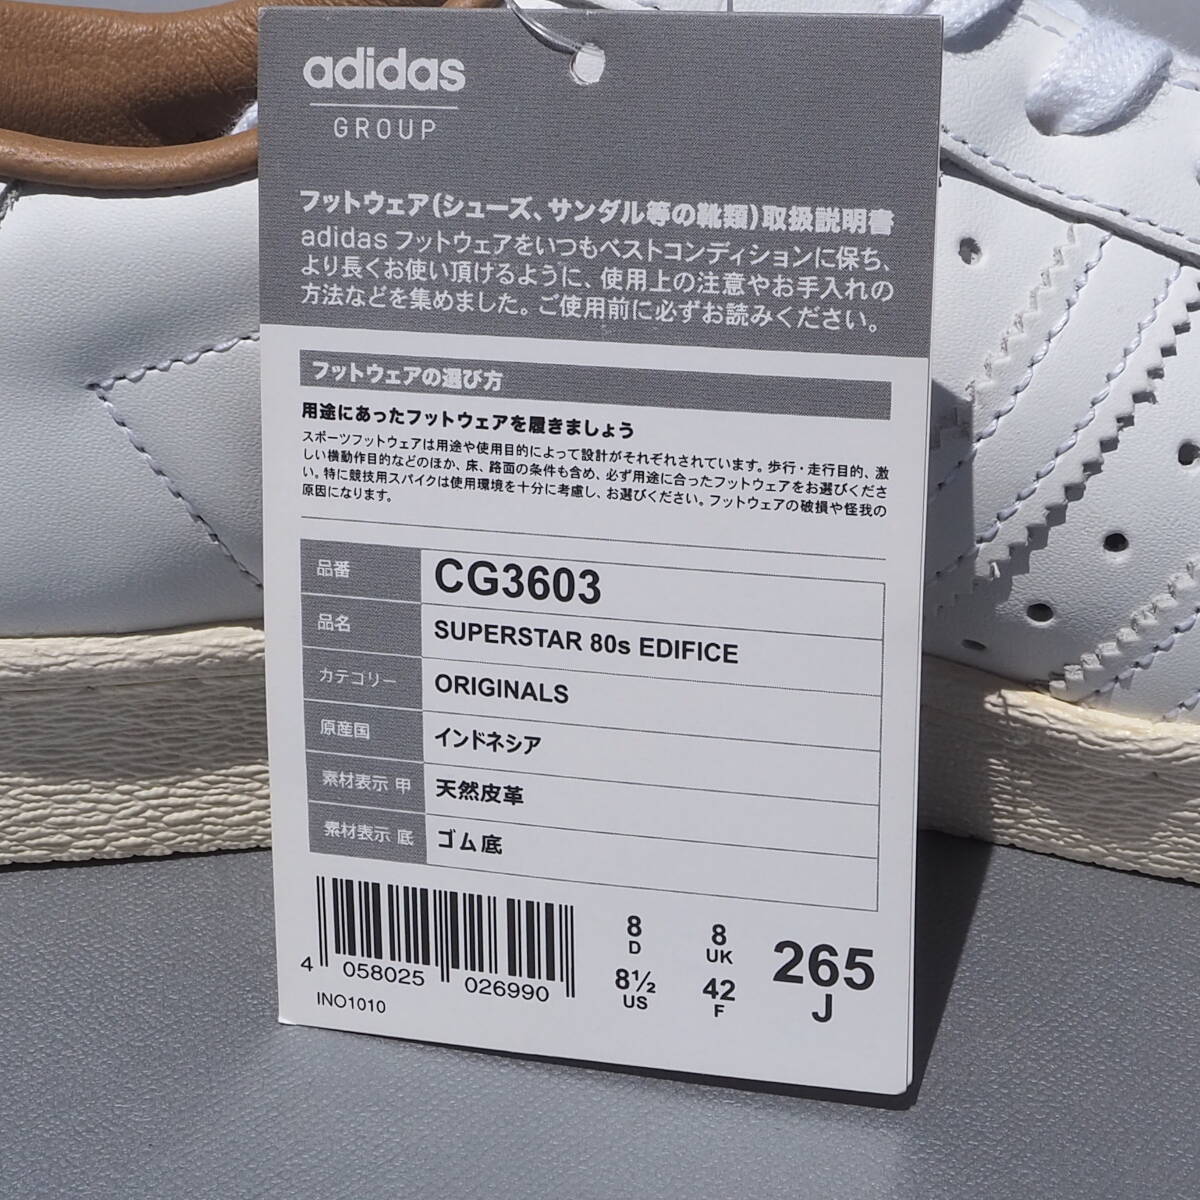 adidas
GROUP
フットウェア(シューズ、サンダル等の靴類)取扱説明書
adidas フットウェアをいつもベストコンディションに保ち、
より長くお使い頂けるように、使用上の注意やお手入れの
方法などを集めました。ご使用前に必ずお読みください。
フットウェアの選び方
用途にあったフットウェアを履きましょう
スポーツフットウェアは用途や使用目的によって設計がそれぞれされています。歩行・走行目的、激
しい横動作目的などのほか、床、路面の条件も含め、必ず用途に合ったフットウェアをお選びくださ
い。特に競技用スパイクは使用環境を十分に考慮し、お選びください。フットウェアの破損や怪我の
原因になります。
品番 CG3603
品名 SUPERSTAR 80s EDIFICE
カテゴリー ORIGINALS
原産国 インドネシア
素材表示 甲 天然皮革
素材表示 底 ゴム底
4 058025 026990
INO1010
8 D
8 UK
8½ US
42 F
265 J